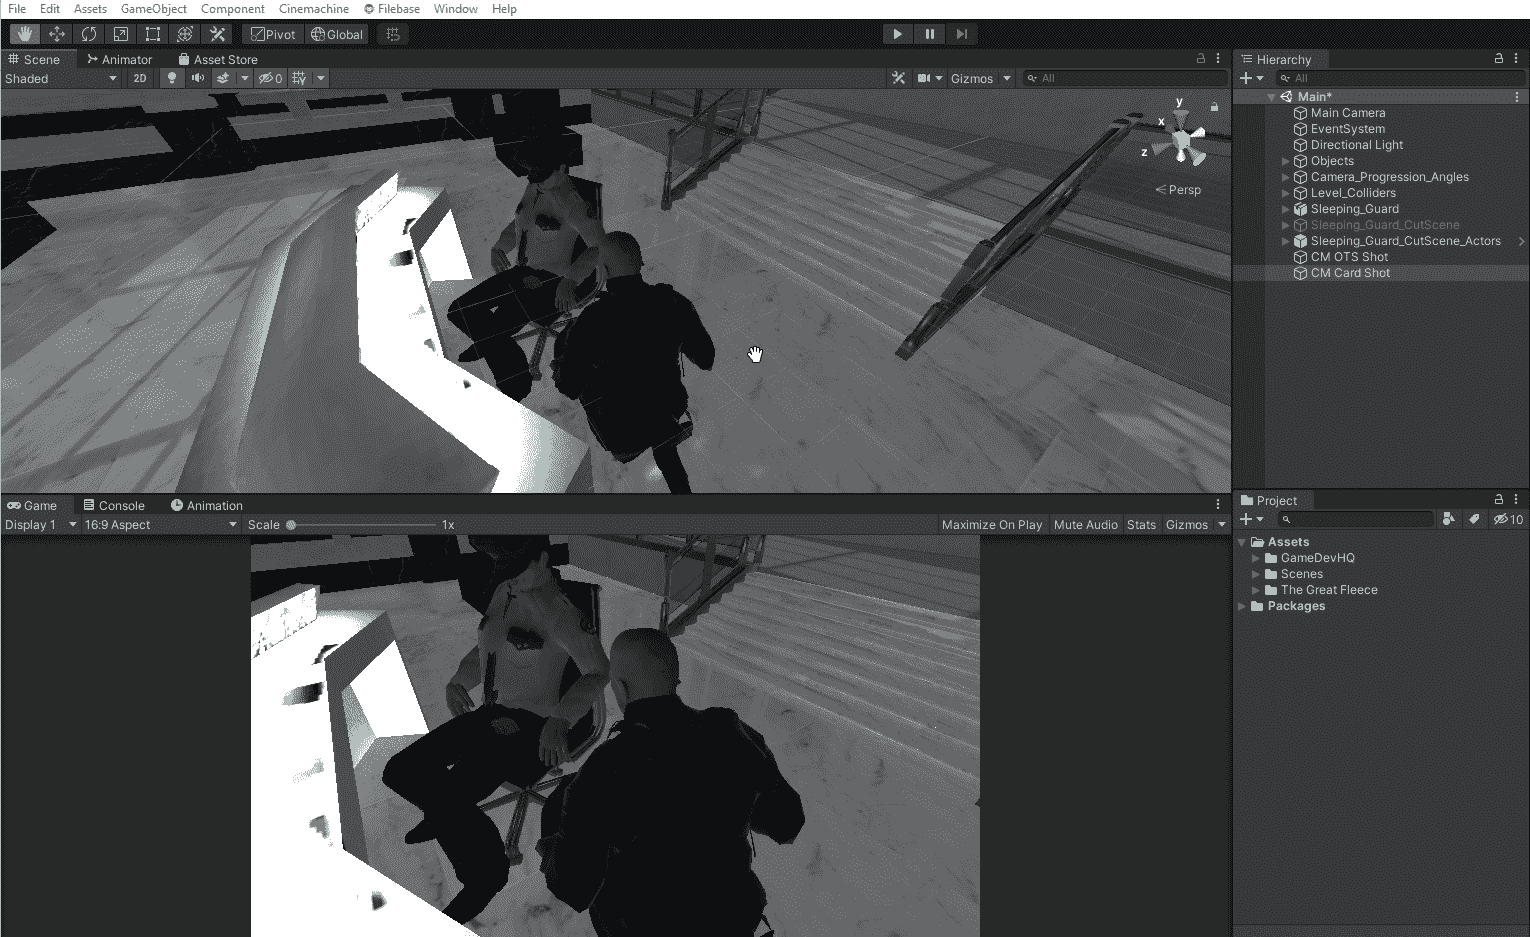 File Edit Assets GameObject Component Cinemachine Filebase Window Help
Pivot Global
Scene Animator Asset Store
Shaded 2D 0 Gizmos All
y
x
z
Persp
Hierarchy
All
Main*
Main Camera
EventSystem
Directional Light
Objects
Camera_Progression_Angles
Level_Colliders
Sleeping_Guard
Sleeping_Guard_CutScene
Sleeping_Guard_CutScene_Actors
CM OTS Shot
CM Card Shot
Game Console Animation
Display 1 16:9 Aspect Scale 1x Maximize On Play Mute Audio Stats Gizmos
Project
10
Assets
GameDevHQ
Scenes
The Great Fleece
Packages